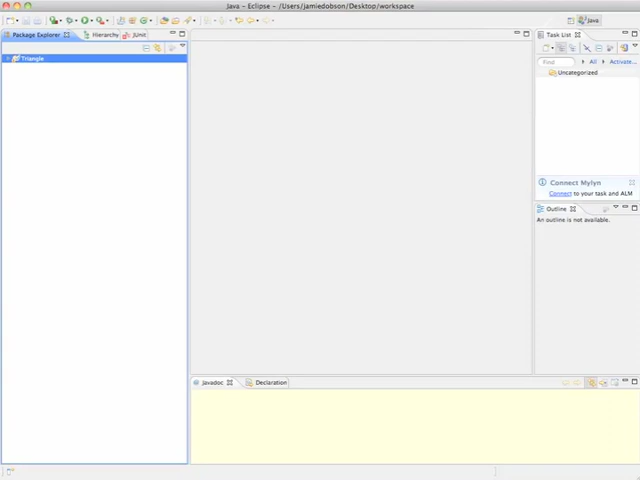 Java - Eclipse - /Users/jamiedobson/Desktop/workspace
Java
Package Explorer
Hierarchy
JUnit
Triangle
Task List
Find
All
Activate...
Uncategorized
Connect Mylyn
Connect to your task and ALM
Outline
An outline is not available.
Javadoc
Declaration